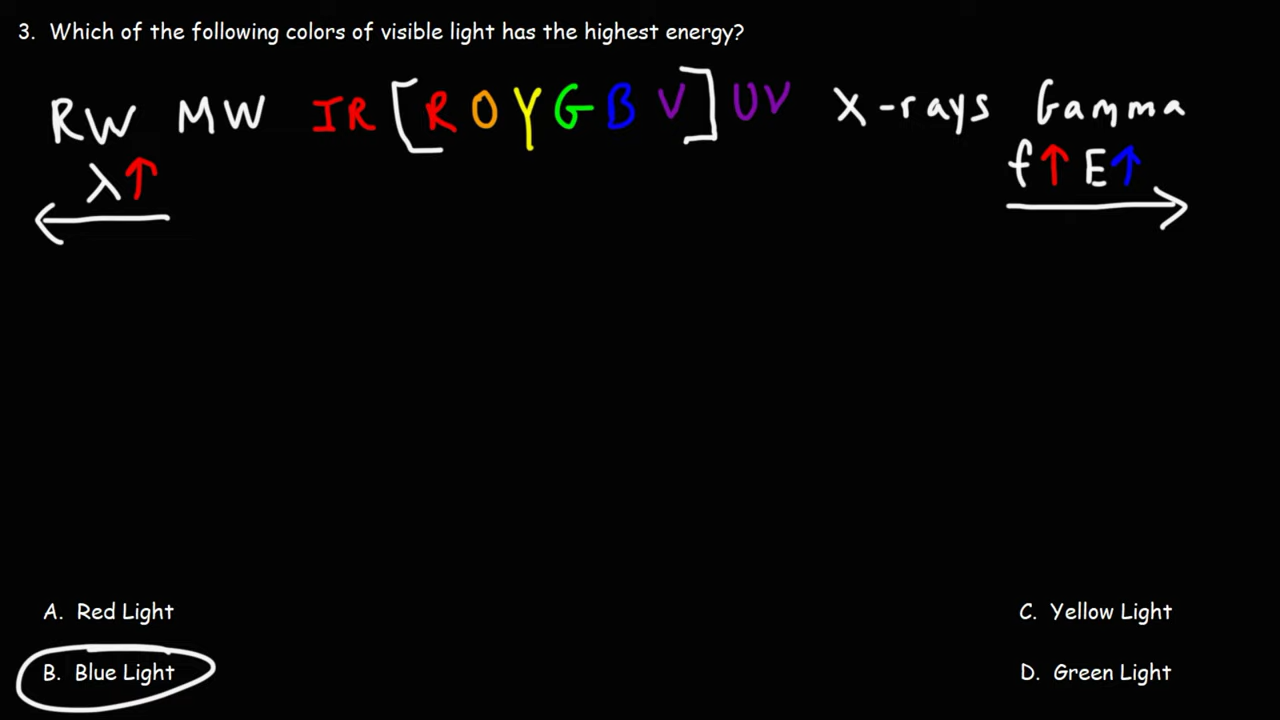 3. Which of the following colors of visible light has the highest energy?
RW MW IR [ R O Y G B V ] UV X-rays Gamma
λ↑ f↑ E↑
A. Red Light C. Yellow Light
B. Blue Light D. Green Light